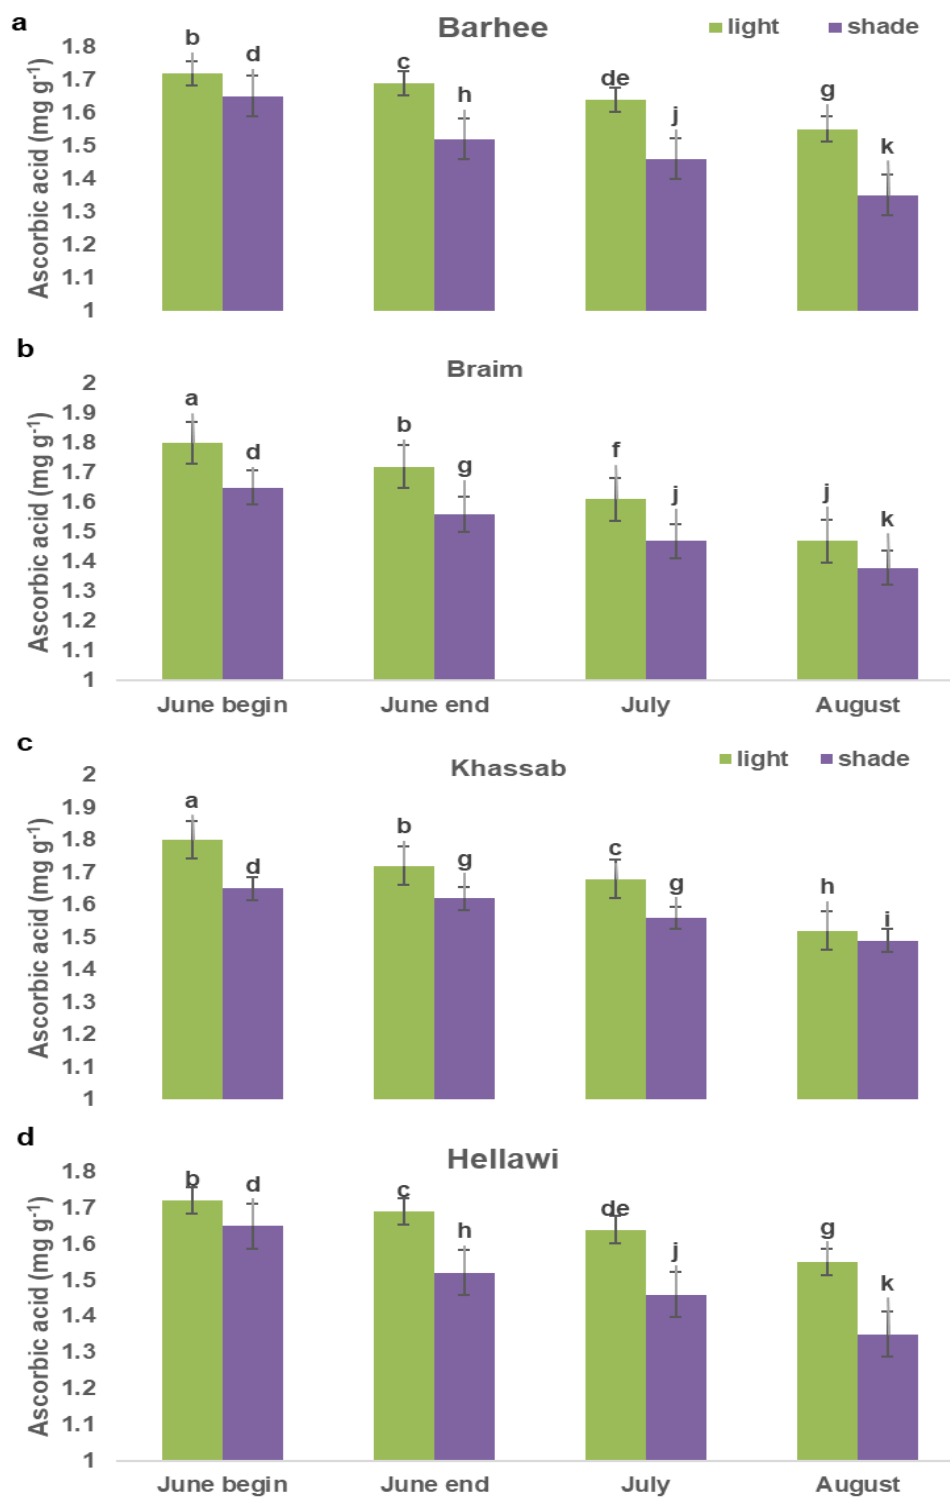 a
Barhee
light
shade
Ascorbic acid (mg g-1)
1.8
1.7
1.6
1.5
1.4
1.3
1.2
1.1
1
b
d
c
h
de
j
g
k
b
Braim
Ascorbic acid (mg g-1)
2
1.9
1.8
1.7
1.6
1.5
1.4
1.3
1.2
1.1
1
a
d
b
g
f
j
j
k
June begin
June end
July
August
c
Khassab
light
shade
Ascorbic acid (mg g-1)
2
1.9
1.8
1.7
1.6
1.5
1.4
1.3
1.2
1.1
1
a
d
b
g
c
g
h
i
d
Hellawi
Ascorbic acid (mg g-1)
1.8
1.7
1.6
1.5
1.4
1.3
1.2
1.1
1
b
d
c
h
de
j
g
k
June begin
June end
July
August